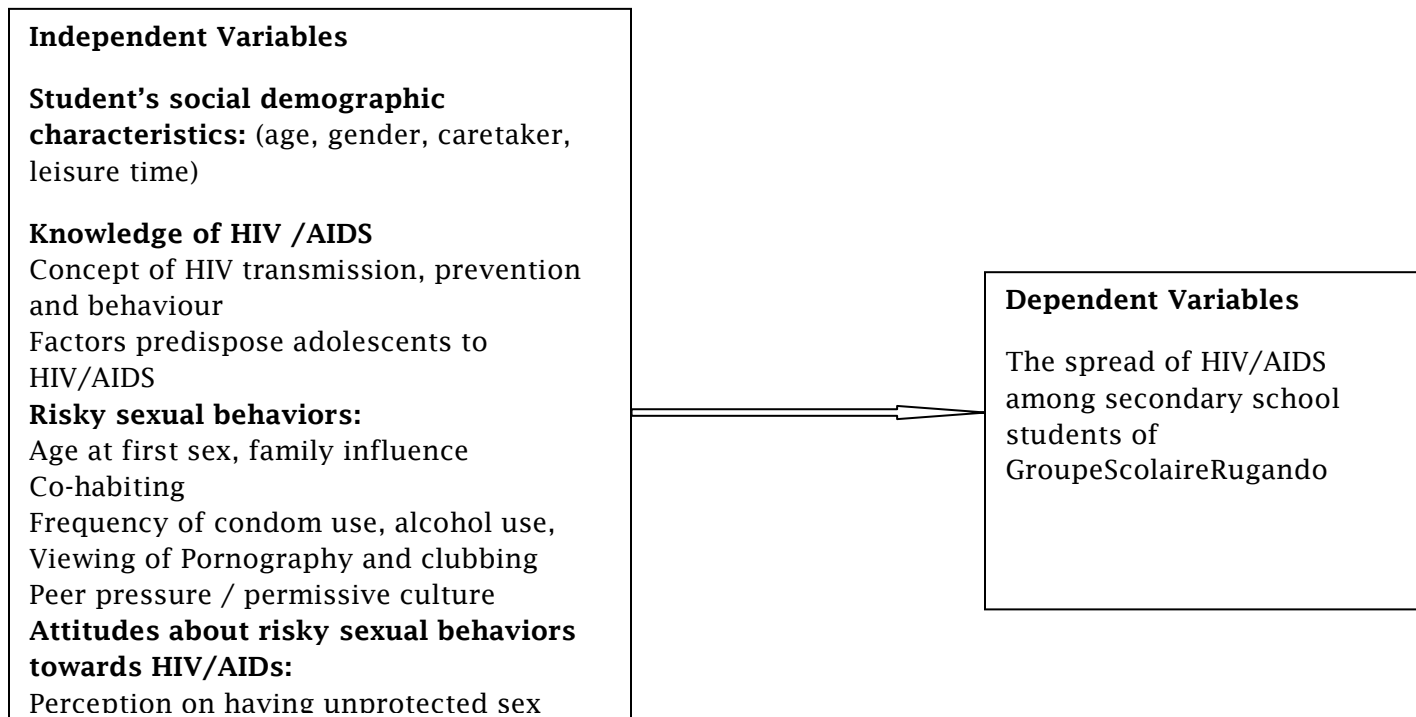 Independent Variables
Student’s social demographic
characteristics: (age, gender, caretaker,
leisure time)
Knowledge of HIV /AIDS
Concept of HIV transmission, prevention
and behaviour
Factors predispose adolescents to
HIV/AIDS
Risky sexual behaviors:
Age at first sex, family influence
Co-habiting
Frequency of condom use, alcohol use,
Viewing of Pornography and clubbing
Peer pressure / permissive culture
Attitudes about risky sexual behaviors
towards HIV/AIDs:
Perception on having unprotected sex
Dependent Variables
The spread of HIV/AIDS
among secondary school
students of
GroupeScolaireRugando